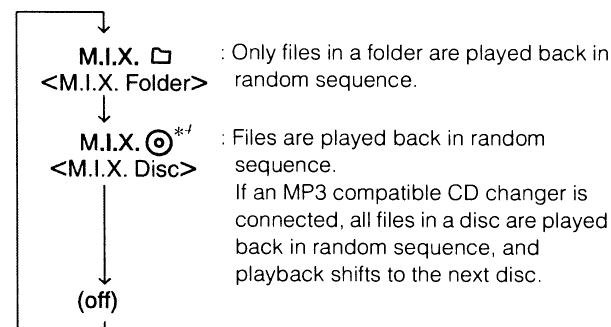 M.I.X. : Only files in a folder are played back in
<M.I.X. Folder> random sequence.
M.I.X. *4 : Files are played back in random
<M.I.X. Disc> sequence.
If an MP3 compatible CD changer is
connected, all files in a disc are played
back in random sequence, and
playback shifts to the next disc.
(off)